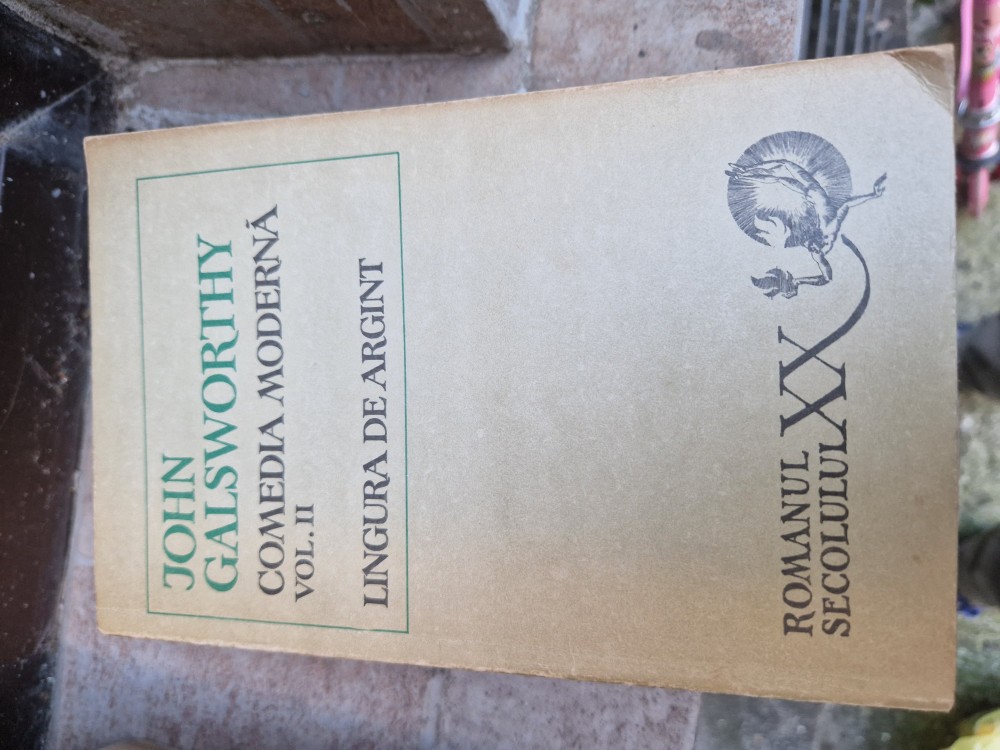 JOHN
GALSWORTHY
COMEDIA MODERNĂ
VOL. II
LINGURA DE ARGINT
ROMANUL
SECOLULUI XX